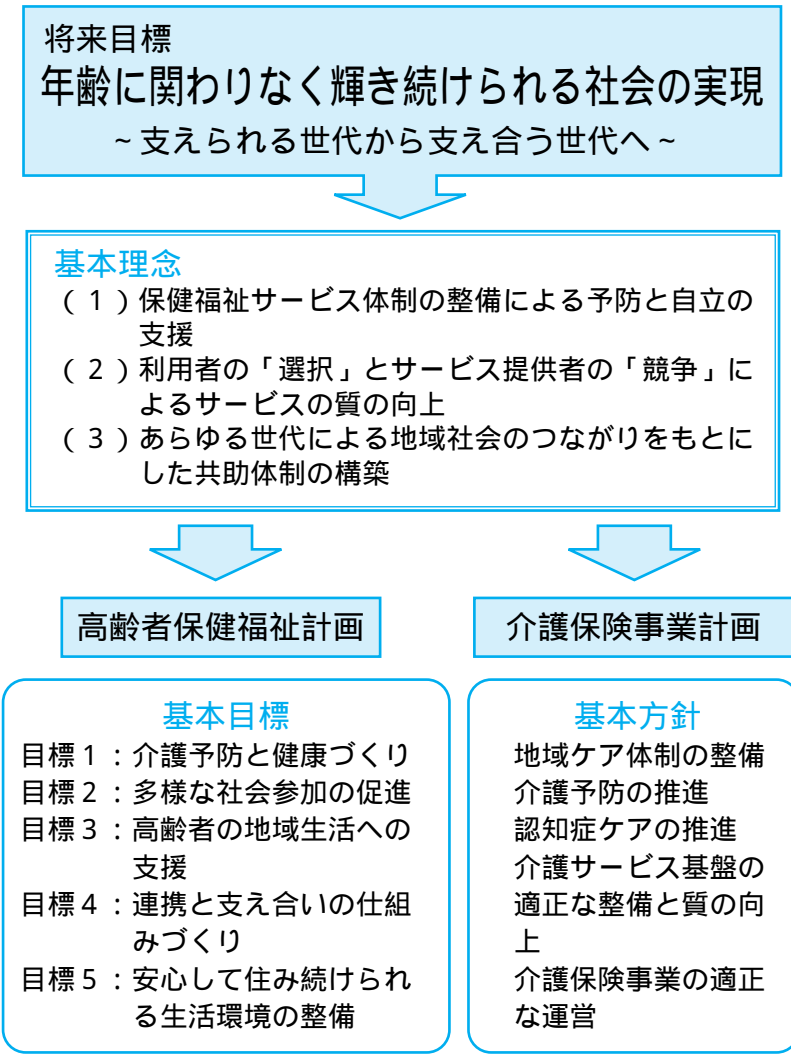 将来目標
年齢に関わりなく輝き続けられる社会の実現
~支えられる世代から支え合う世代へ~
基本理念
(1)保健福祉サービス体制の整備による予防と自立の
支援
(2)利用者の「選択」とサービス提供者の「競争」に
よるサービスの質の向上
(3)あらゆる世代による地域社会のつながりをもとに
した共助体制の構築
高齢者保健福祉計画
基本目標
目標1:介護予防と健康づくり
目標2:多様な社会参加の促進
目標3:高齢者の地域生活への
支援
目標4:連携と支え合いの仕組
みづくり
目標5:安心して住み続けられ
る生活環境の整備
介護保険事業計画
基本方針
地域ケア体制の整備
介護予防の推進
認知症ケアの推進
介護サービス基盤の
適正な整備と質の向
上
介護保険事業の適正
な運営